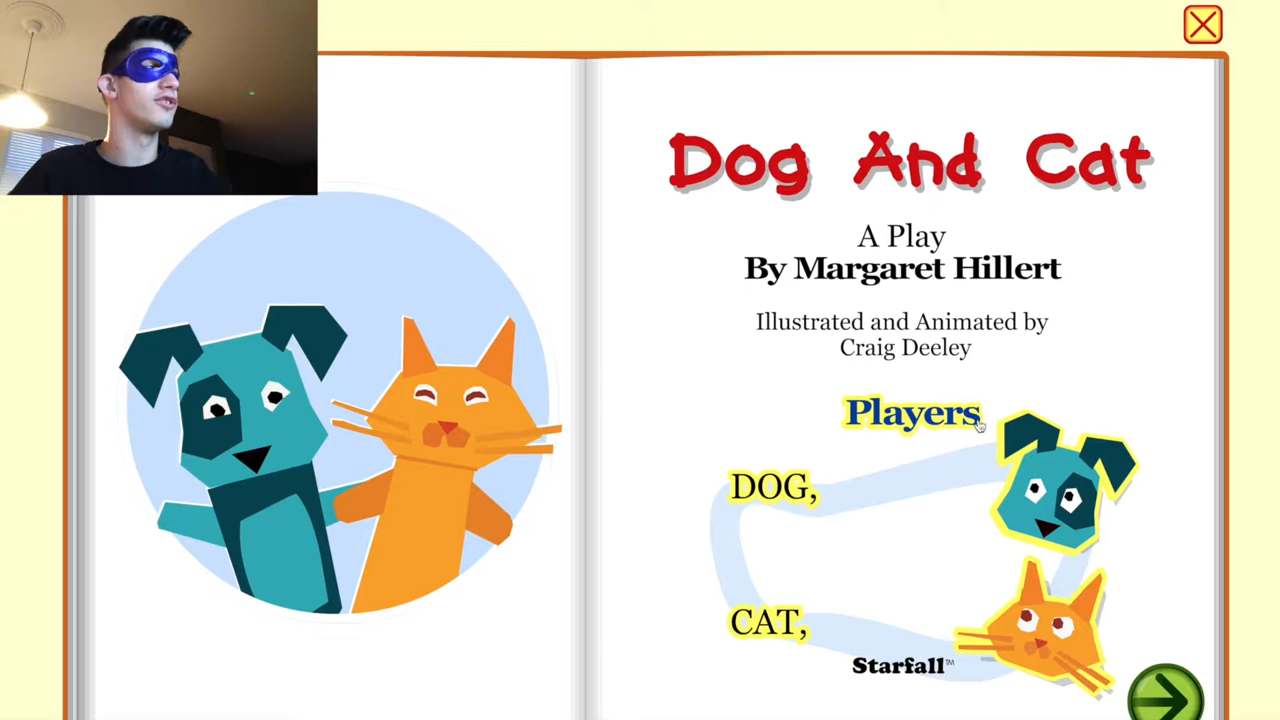 Dog And Cat
A Play
By Margaret Hillert
Illustrated and Animated by
Craig Deeley
Players
DOG,
CAT,
Starfall™